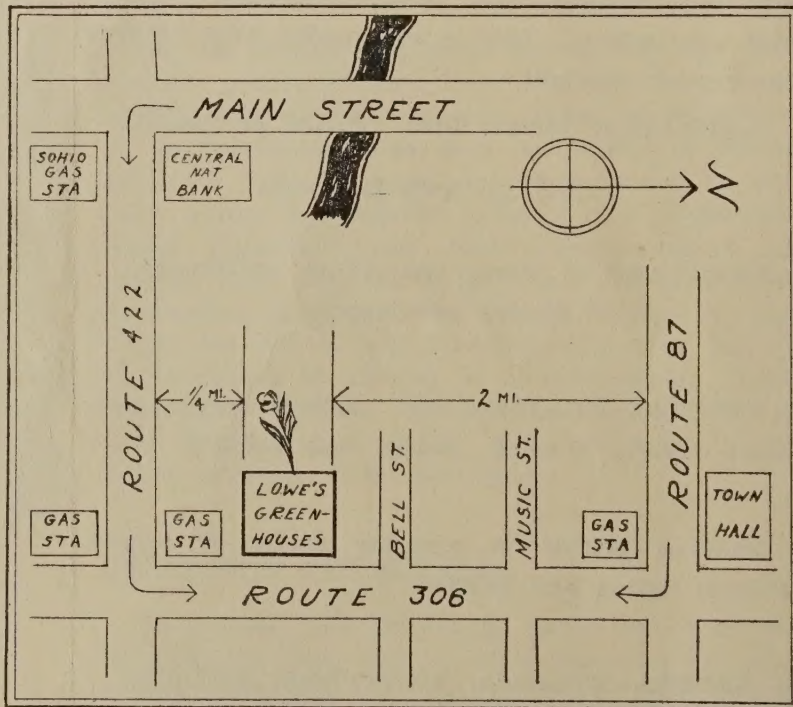 MAIN STREET
SOHIO
GAS
STA
CENTRAL
NAT
BANK
N
ROUTE 422
1/4 MI.
2 MI.
ROUTE 87
LOWE'S
GREEN-
HOUSES
BELL ST.
MUSIC ST.
GAS
STA
GAS
STA
GAS
STA
TOWN
HALL
ROUTE 306